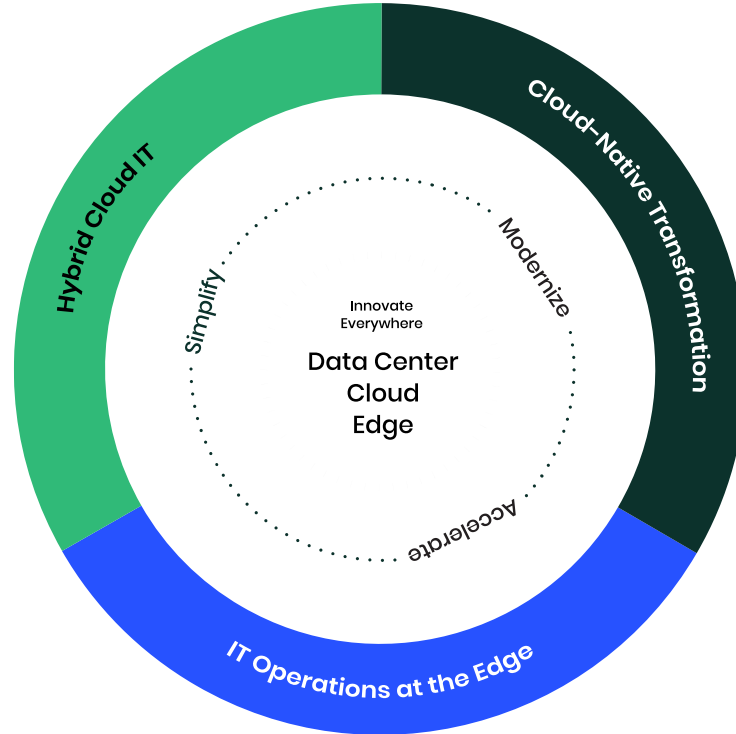 Hybrid Cloud IT
Cloud-Native Transformation
IT Operations at the Edge
Simplify
Modernize
Accelerate
Innovate
Everywhere
Data Center
Cloud
Edge